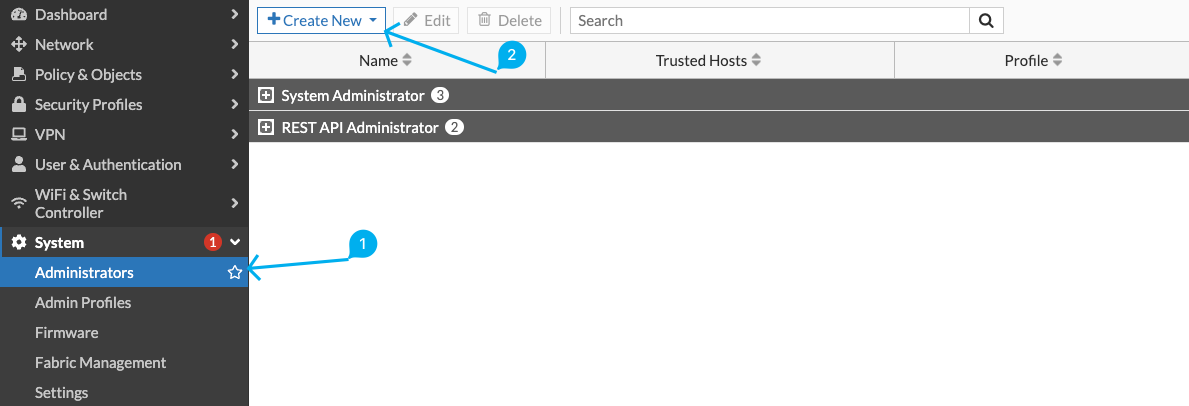 Dashboard
Network
Policy & Objects
Security Profiles
VPN
User & Authentication
WiFi & Switch
Controller
System 1
Administrators
Admin Profiles
Firmware
Fabric Management
Settings
Create New Edit Delete Search
2
Name Trusted Hosts Profile
System Administrator 3
REST API Administrator 2
1